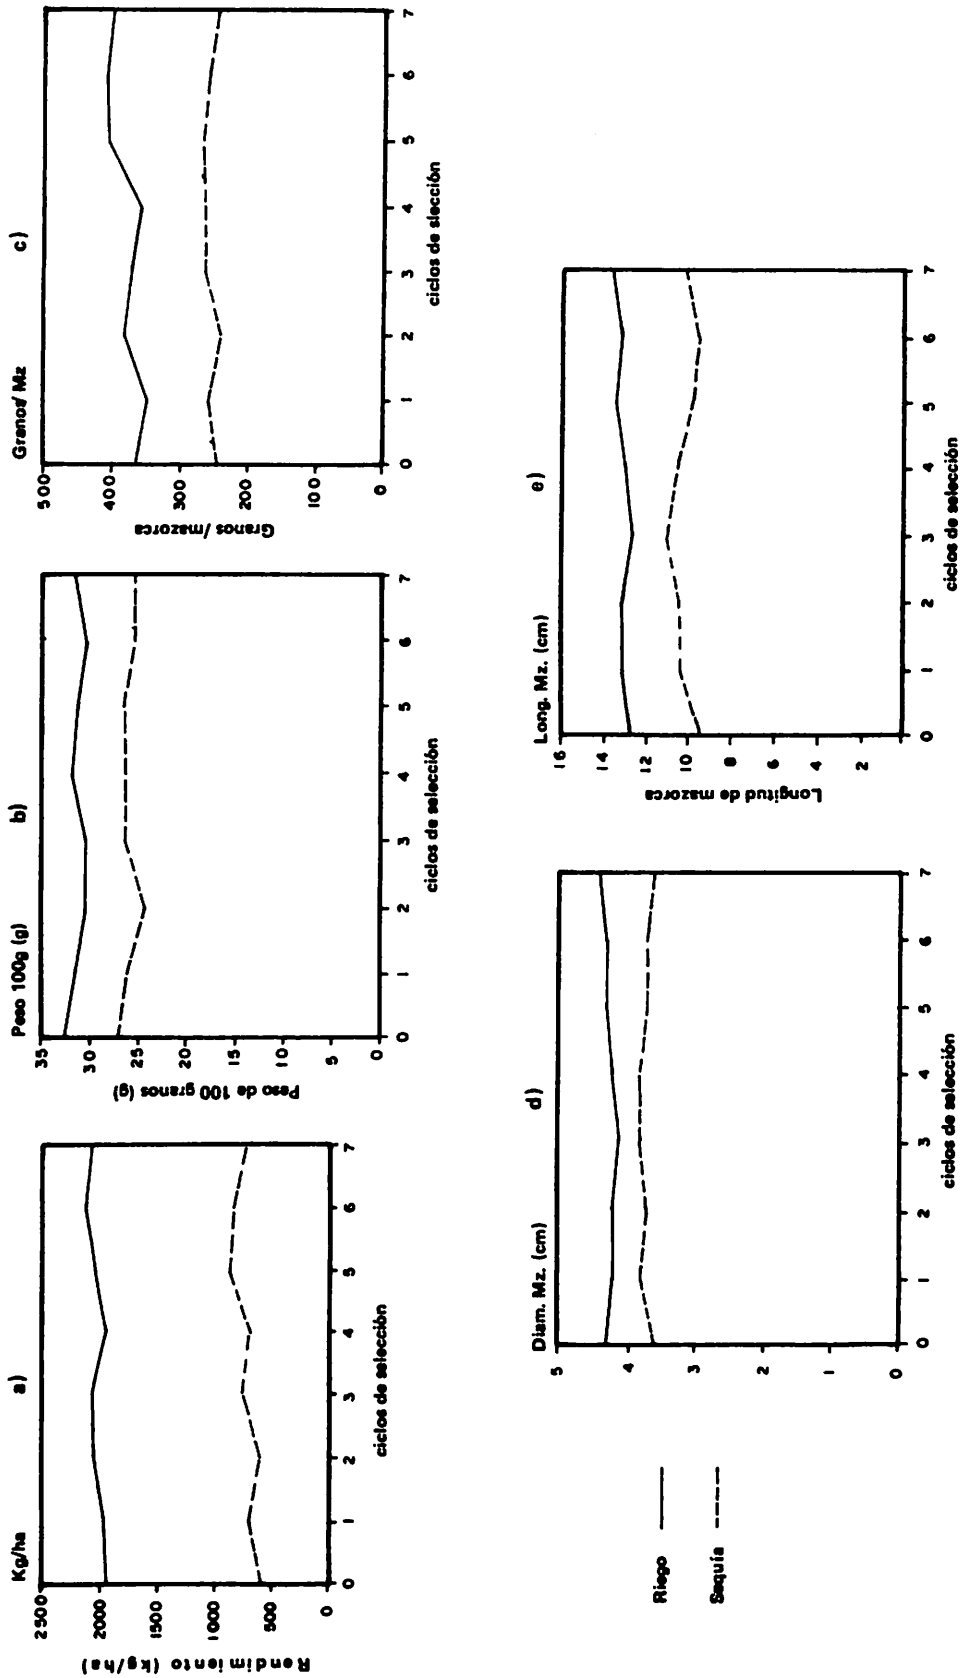 Kg/ha
a)
Rendimiento (kg/ha)
2500
2000
1500
1000
500
0
0 1 2 3 4 5 6 7
ciclos de selección
Peso 100g (g)
b)
Peso de 100 granos (g)
35
30
25
20
15
10
5
0
0 1 2 3 4 5 6 7
ciclos de selección
Granos/Mz
c)
Granos/mazorca
500
400
300
200
100
0
0 1 2 3 4 5 6 7
ciclos de slección
Riego
Sequía
Diam. Mz. (cm)
d)
5
4
3
2
1
0
0 1 2 3 4 5 6 7
ciclos de selección
Long. Mz. (cm)
e)
Longitud de mazorca
16
14
12
10
8
6
4
2
0 1 2 3 4 5 6 7
ciclos de selección